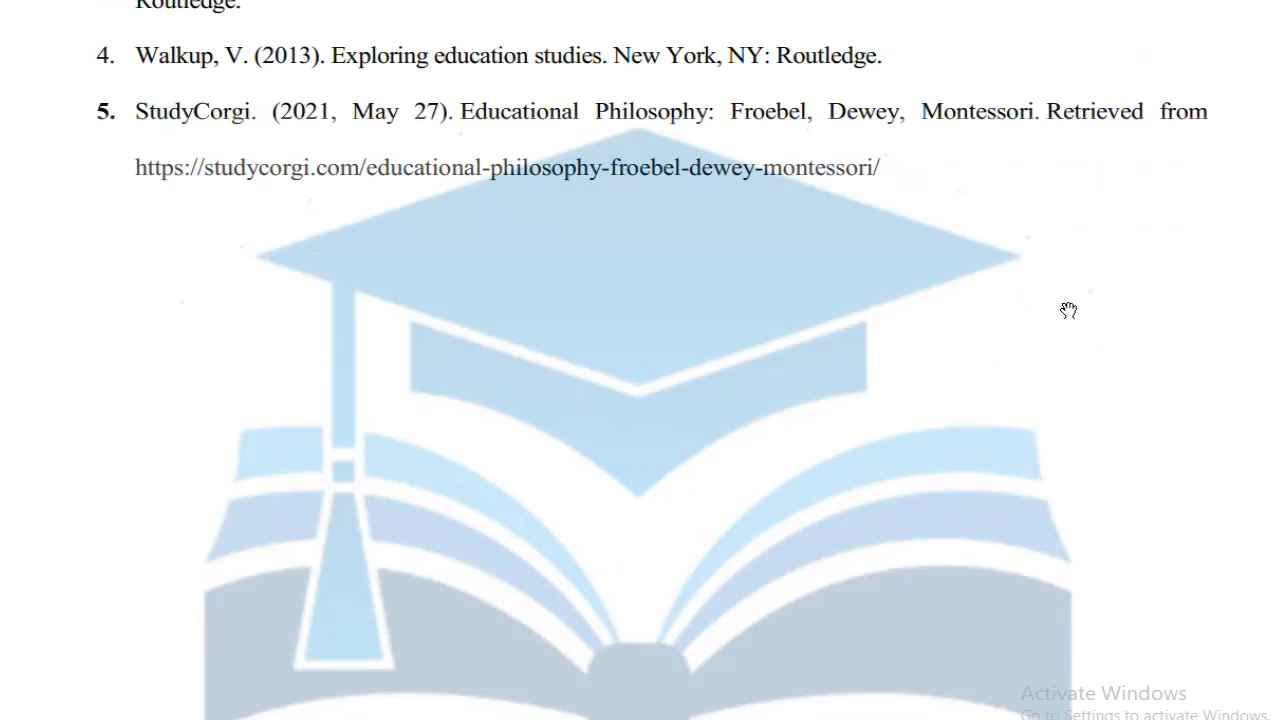 Routledge.
4. Walkup, V. (2013). Exploring education studies. New York, NY: Routledge.
5. StudyCorgi. (2021, May 27). Educational Philosophy: Froebel, Dewey, Montessori. Retrieved from
https://studycorgi.com/educational-philosophy-froebel-dewey-montessori/
Activate Windows
Go to Settings to activate Windows.